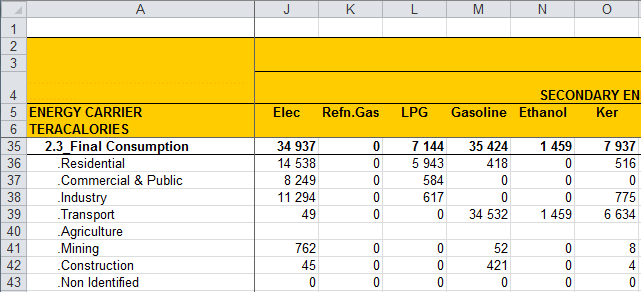 A J K L M N O
1
2
3
4 SECONDARY EN
5 ENERGY CARRIER Elec Refn.Gas LPG Gasoline Ethanol Ker
6 TERACALORIES
35 2.3_Final Consumption 34 937 0 7 144 35 424 1 459 7 937
36 .Residential 14 538 0 5 943 418 0 516
37 .Commercial & Public 8 249 0 584 0 0 0
38 .Industry 11 294 0 617 0 0 775
39 .Transport 49 0 0 34 532 1 459 6 634
40 .Agriculture
41 .Mining 762 0 0 52 0 8
42 .Construction 45 0 0 421 0 4
43 .Non Identified 0 0 0 0 0 0